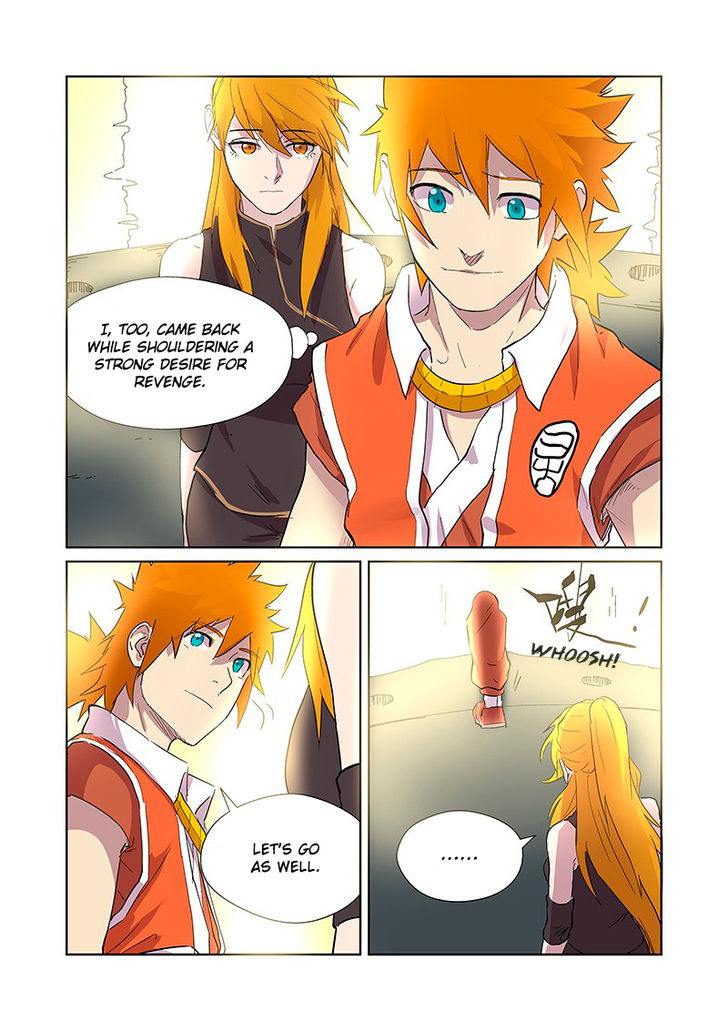 I, TOO, CAME BACK
WHILE SHOULDERING A
STRONG DESIRE FOR
REVENGE.
LET'S GO
AS WELL.
WHOOSH!
......